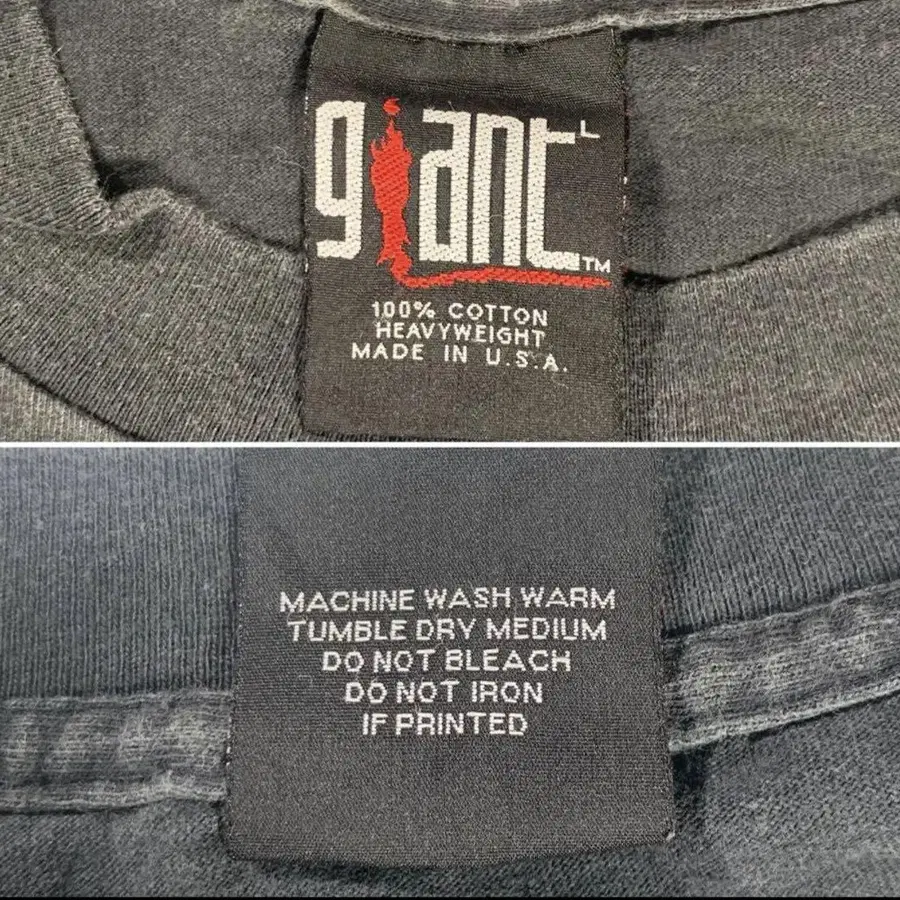 giant L
TM
100% COTTON
HEAVYWEIGHT
MADE IN U.S.A.
MACHINE WASH WARM
TUMBLE DRY MEDIUM
DO NOT BLEACH
DO NOT IRON
IF PRINTED